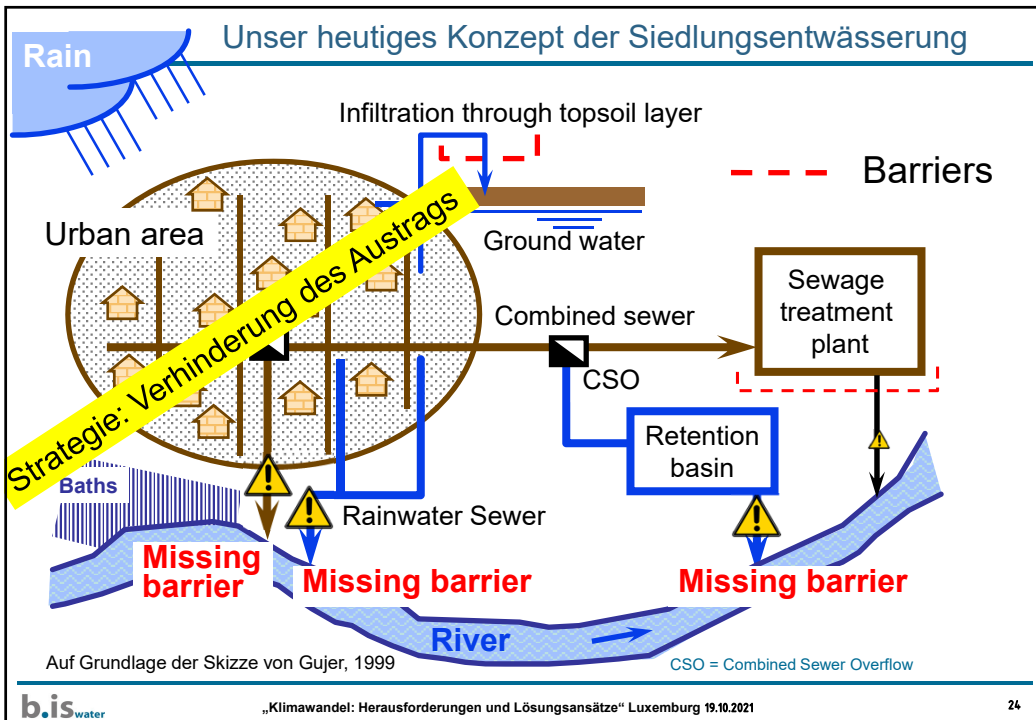 Unser heutiges Konzept der Siedlungsentwässerung
Rain
Infiltration through topsoil layer
Barriers
Urban area
Ground water
Strategie: Verhinderung des Austrags
Sewage
treatment
plant
Combined sewer
CSO
Retention
basin
Baths
Rainwater Sewer
Missing
barrier
Missing barrier
Missing barrier
River
Auf Grundlage der Skizze von Gujer, 1999
CSO = Combined Sewer Overflow
b.is water
„Klimawandel: Herausforderungen und Lösungsansätze“ Luxemburg 19.10.2021
24